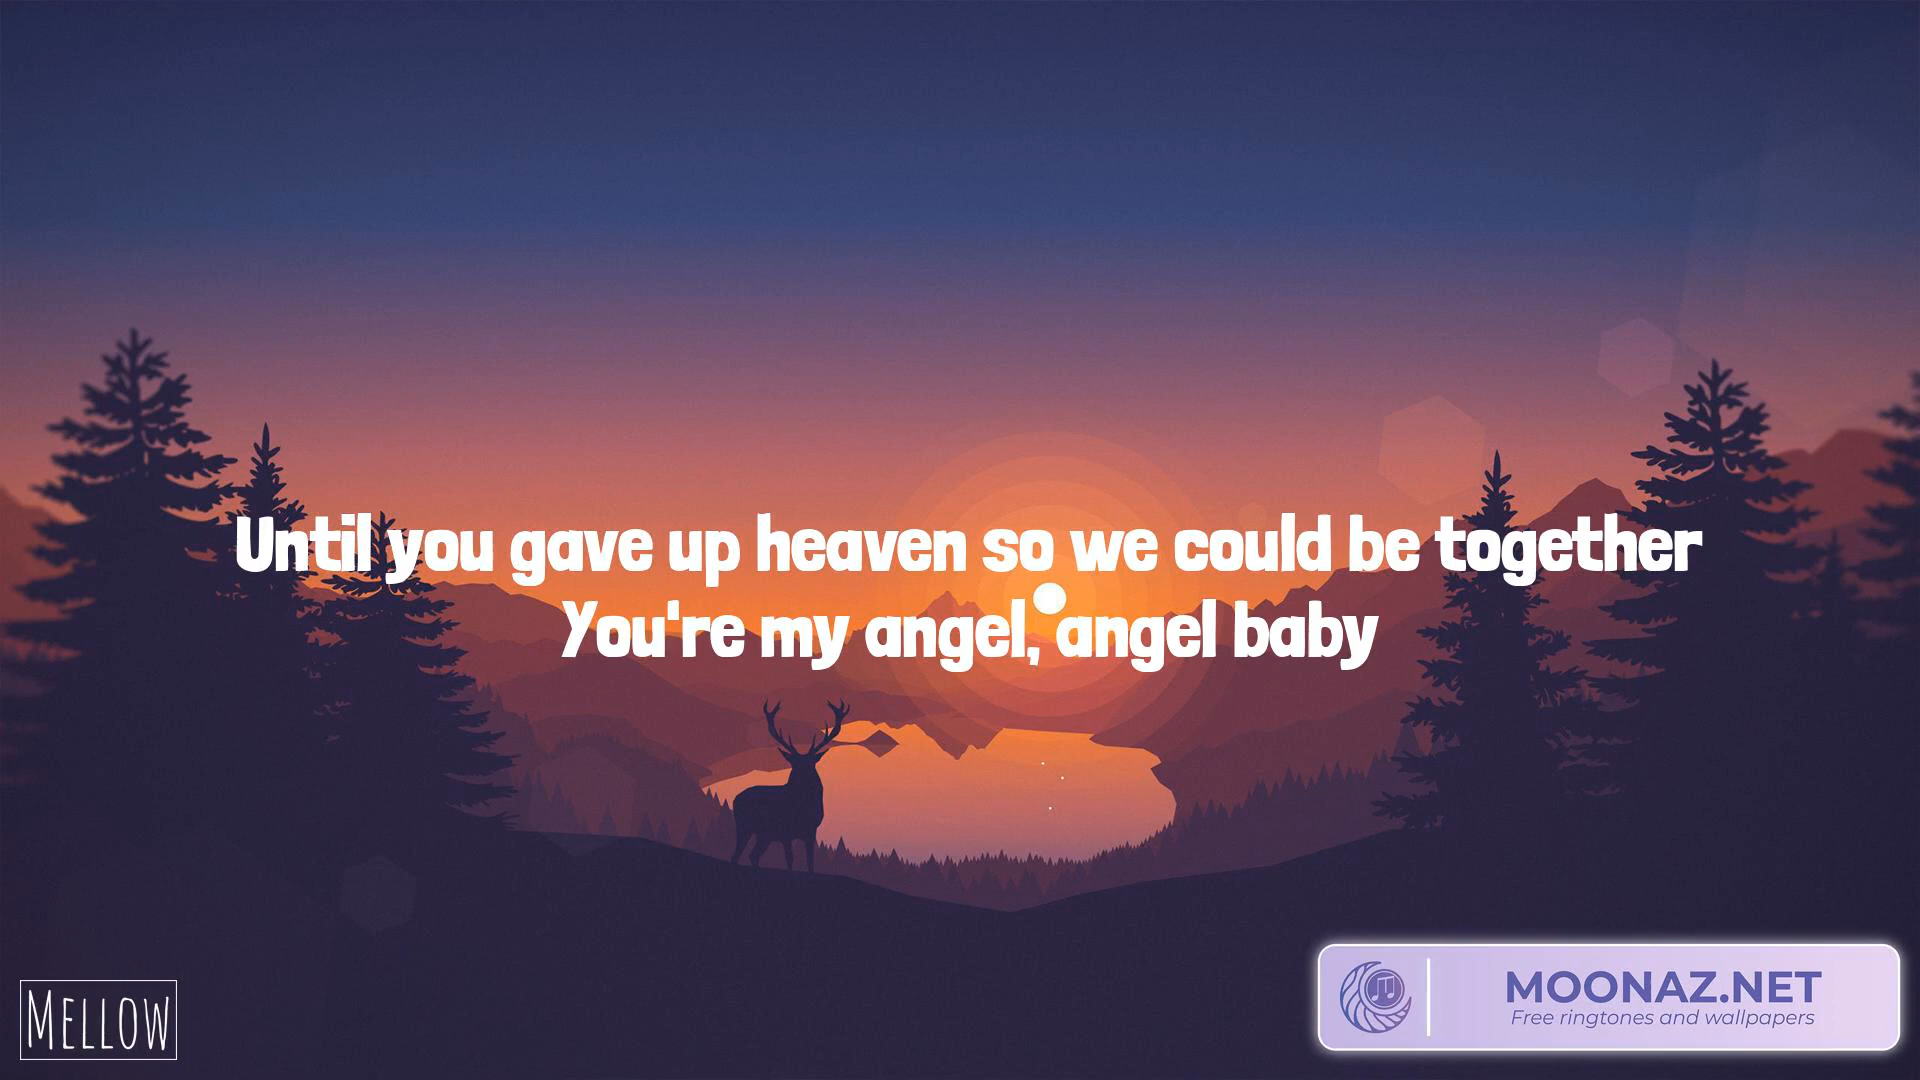 Until you gave up heaven so we could be together
You're my angel, angel baby
MELLOW
MOONAZ.NET
Free ringtones and wallpapers